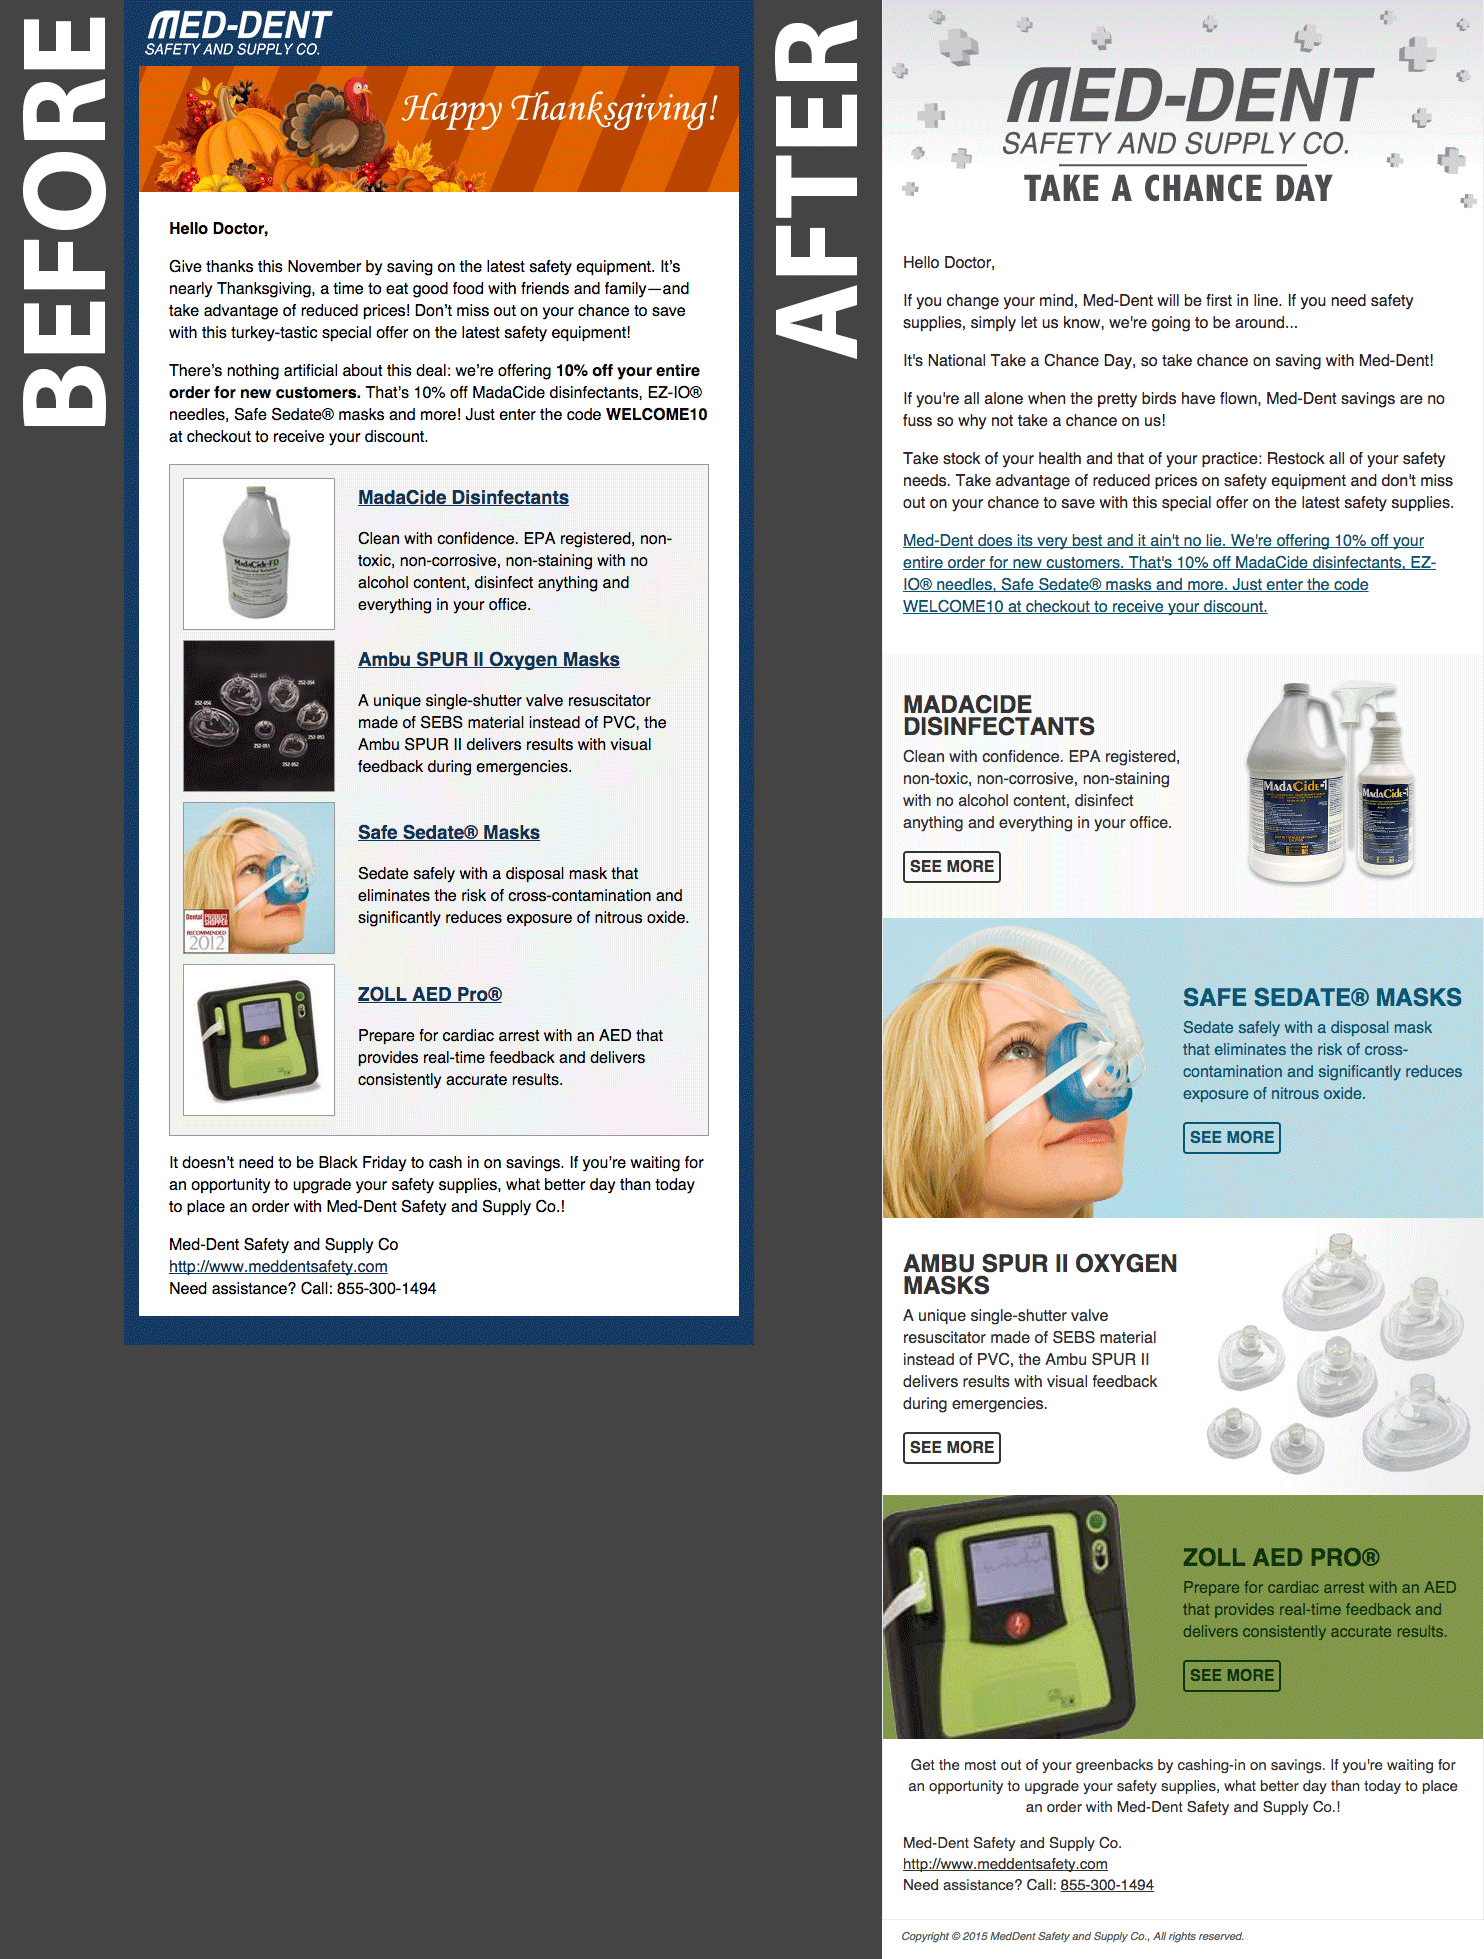 BEFORE
MED-DENT
SAFETY AND SUPPLY CO.
Happy Thanksgiving!
Hello Doctor,
Give thanks this November by saving on the latest safety equipment. It’s
nearly Thanksgiving, a time to eat good food with friends and family—and
take advantage of reduced prices! Don’t miss out on your chance to save
with this turkey-tastic special offer on the latest safety equipment!
There’s nothing artificial about this deal: we’re offering 10% off your entire
order for new customers. That’s 10% off MadaCide disinfectants, EZ-IO®
needles, Safe Sedate® masks and more! Just enter the code WELCOME10
at checkout to receive your discount.
MadaCide-FD
MadaCide Disinfectants
Clean with confidence. EPA registered, non-
toxic, non-corrosive, non-staining with no
alcohol content, disinfect anything and
everything in your office.
252-055
252-054
252-056
252-053
252-051
252-052
Ambu SPUR II Oxygen Masks
A unique single-shutter valve resuscitator
made of SEBS material instead of PVC, the
Ambu SPUR II delivers results with visual
feedback during emergencies.
Dental PRODUCT
SHOPPER
RECOMMENDED
2012
Safe Sedate® Masks
Sedate safely with a disposal mask that
eliminates the risk of cross-contamination and
significantly reduces exposure of nitrous oxide.
ZOLL AED Pro®
Prepare for cardiac arrest with an AED that
provides real-time feedback and delivers
consistently accurate results.
It doesn’t need to be Black Friday to cash in on savings. If you’re waiting for
an opportunity to upgrade your safety supplies, what better day than today
to place an order with Med-Dent Safety and Supply Co.!
Med-Dent Safety and Supply Co
http://www.meddentsafety.com
Need assistance? Call: 855-300-1494
AFTER
MED-DENT
SAFETY AND SUPPLY CO.
TAKE A CHANCE DAY
Hello Doctor,
If you change your mind, Med-Dent will be first in line. If you need safety
supplies, simply let us know, we're going to be around...
It's National Take a Chance Day, so take chance on saving with Med-Dent!
If you're all alone when the pretty birds have flown, Med-Dent savings are no
fuss so why not take a chance on us!
Take stock of your health and that of your practice: Restock all of your safety
needs. Take advantage of reduced prices on safety equipment and don't miss
out on your chance to save with this special offer on the latest safety supplies.
Med-Dent does its very best and it ain't no lie. We're offering 10% off your
entire order for new customers. That's 10% off MadaCide disinfectants, EZ-
IO® needles, Safe Sedate® masks and more. Just enter the code
WELCOME10 at checkout to receive your discount.
MADACIDE
DISINFECTANTS
Clean with confidence. EPA registered,
non-toxic, non-corrosive, non-staining
with no alcohol content, disinfect
anything and everything in your office.
SEE MORE
MADACIDE-1
MADACIDE-1
SAFE SEDATE® MASKS
Sedate safely with a disposal mask
that eliminates the risk of cross-
contamination and significantly reduces
exposure of nitrous oxide.
SEE MORE
AMBU SPUR II OXYGEN
MASKS
A unique single-shutter valve
resuscitator made of SEBS material
instead of PVC, the Ambu SPUR II
delivers results with visual feedback
during emergencies.
SEE MORE
ZOLL AED PRO®
Prepare for cardiac arrest with an AED
that provides real-time feedback and
delivers consistently accurate results.
SEE MORE
Get the most out of your greenbacks by cashing-in on savings. If you're waiting for
an opportunity to upgrade your safety supplies, what better day than today to place
an order with Med-Dent Safety and Supply Co.!
Med-Dent Safety and Supply Co.
http://www.meddentsafety.com
Need assistance? Call: 855-300-1494
Copyright © 2015 MedDent Safety and Supply Co., All rights reserved.